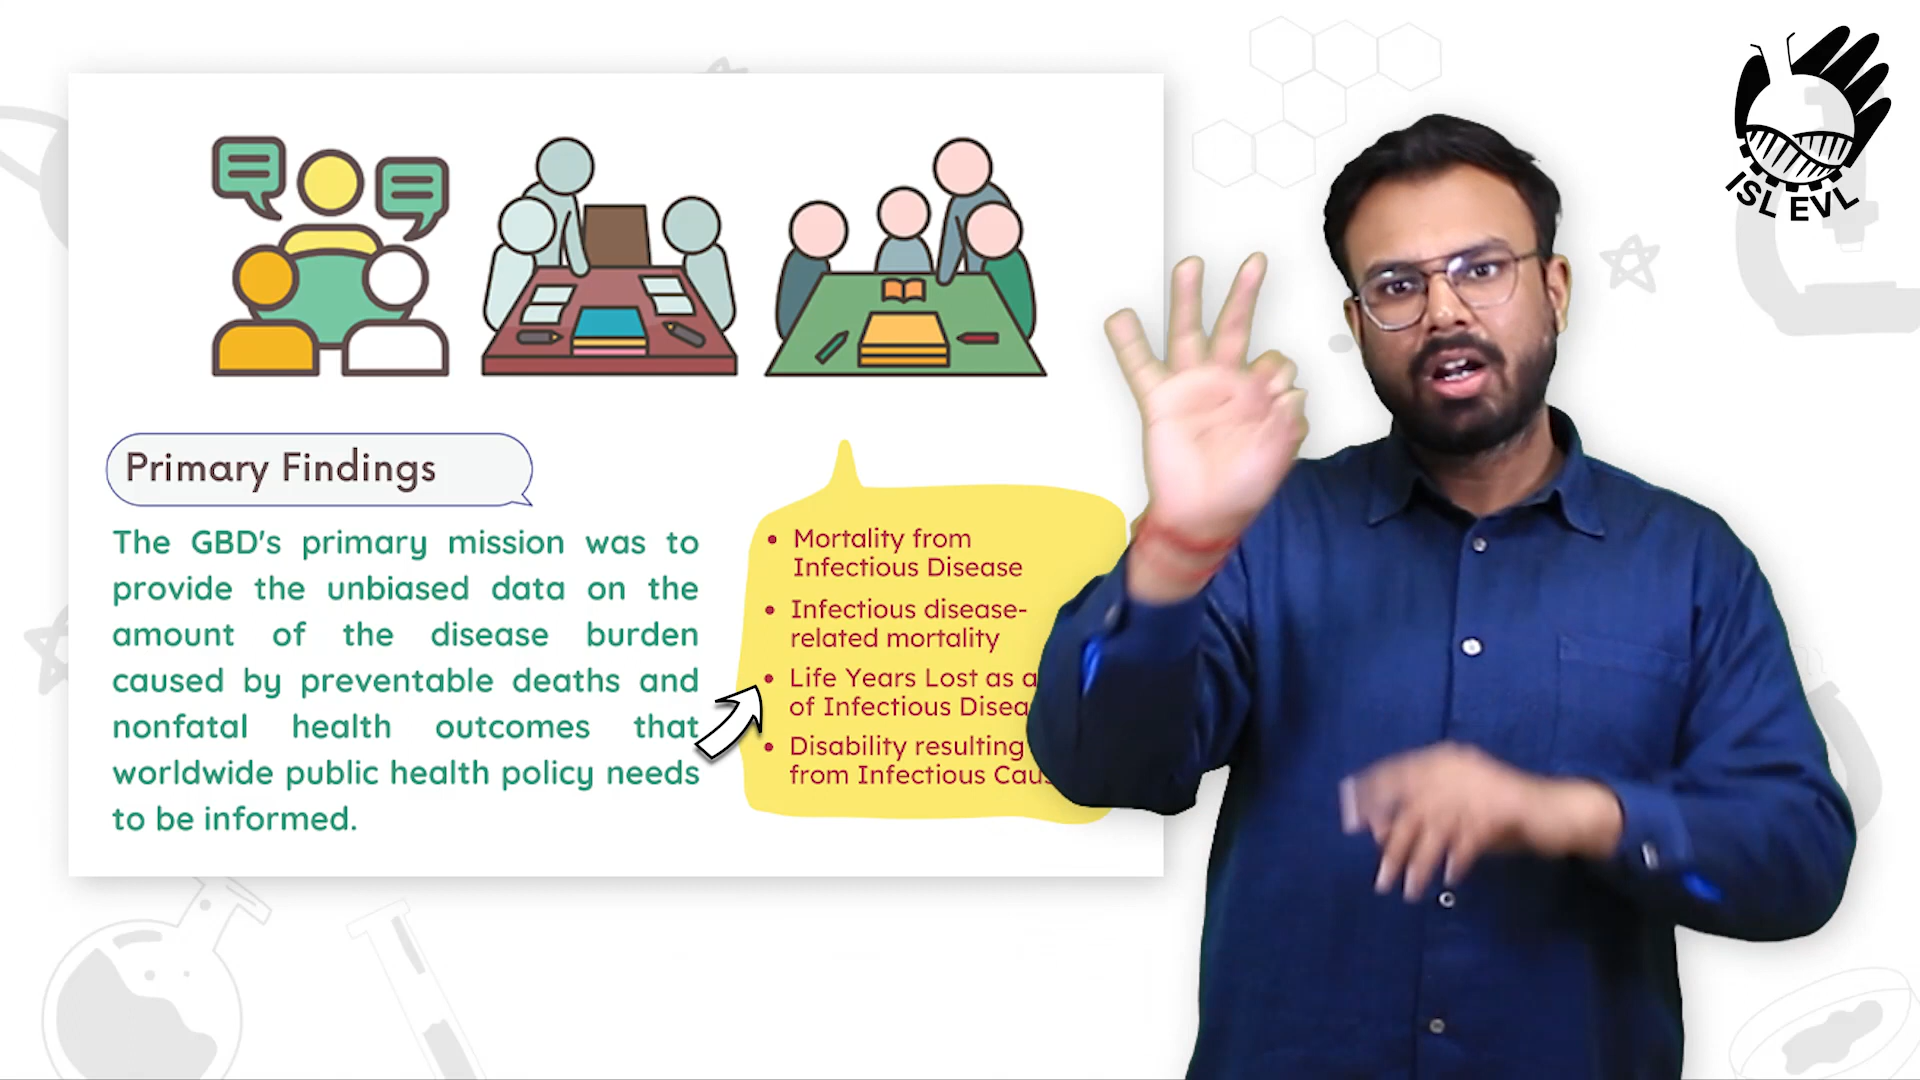 ISL EVL
Primary Findings
The GBD's primary mission was to
provide the unbiased data on the
amount of the disease burden
caused by preventable deaths and
nonfatal health outcomes that
worldwide public health policy needs
to be informed.
• Mortality from
Infectious Disease
• Infectious disease-
related mortality
• Life Years Lost as a
of Infectious
• Disability resulting
from Infectious